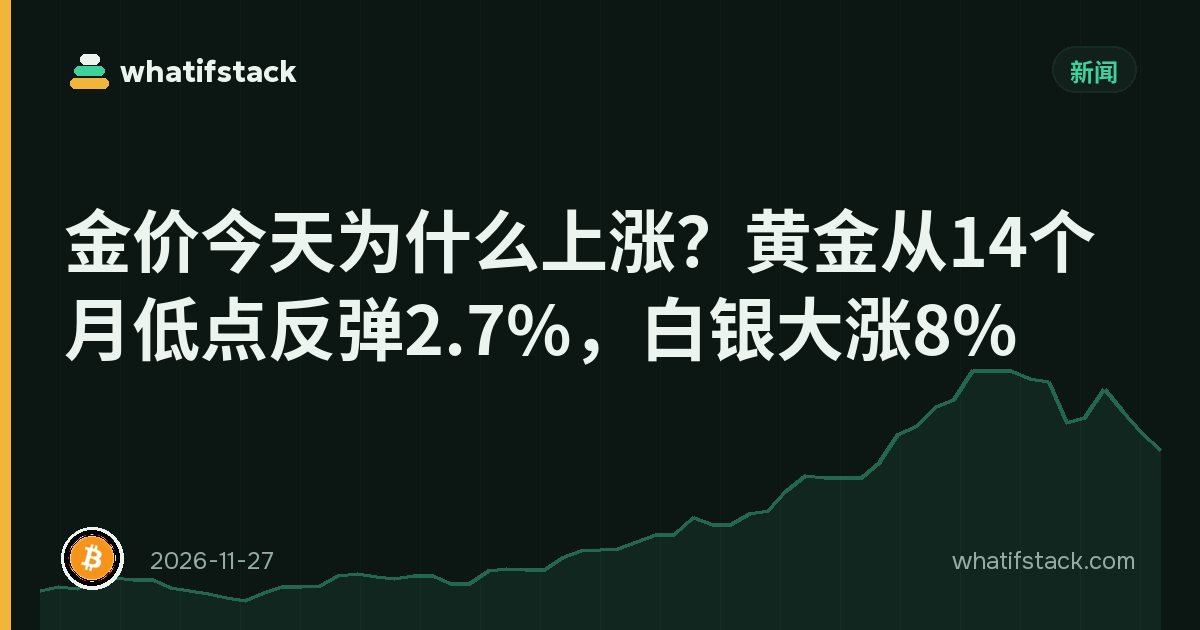 whatifstack
新闻
金价今天为什么上涨？黄金从14个
月低点反弹2.7%，白银大涨8%
2026-11-27
whatifstack.com